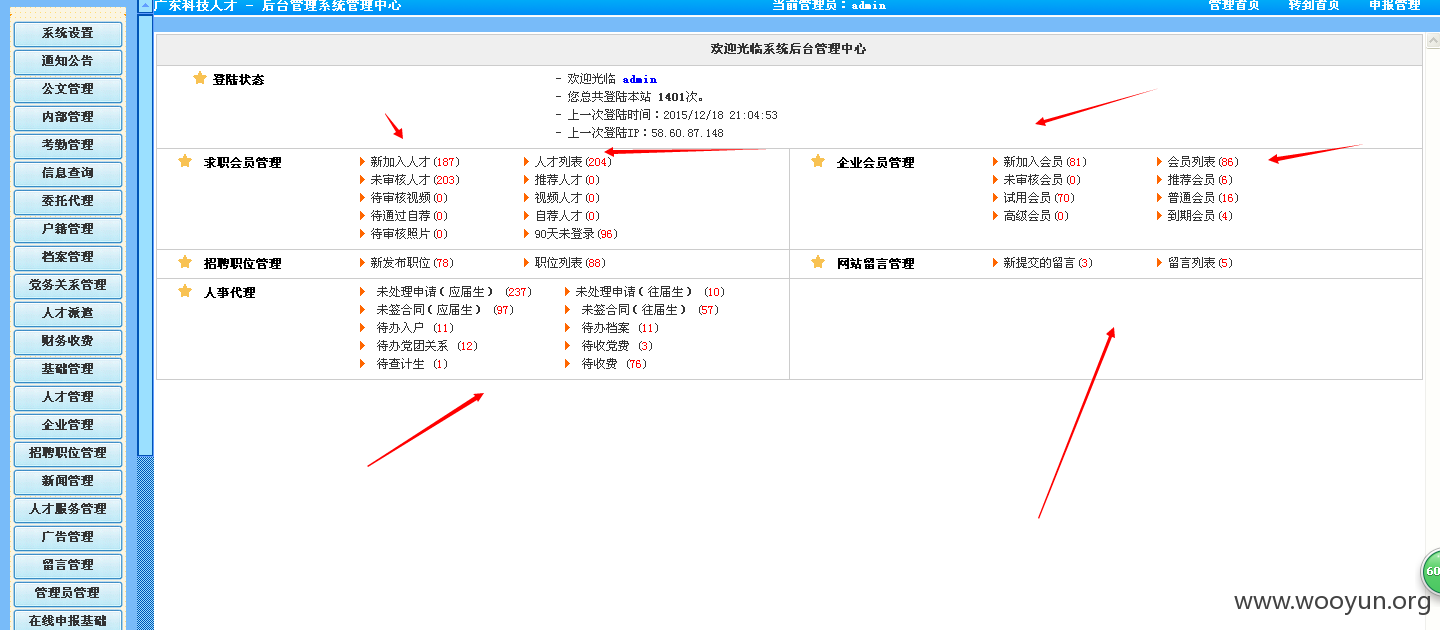 广东科技人才 - 后台管理系统管理中心 当前管理员：admin 管理首页 转到首页 申报管理
系统设置
通知公告
公文管理
内部管理
考勤管理
信息查询
委托代理
户籍管理
档案管理
党务关系管理
人才派遣
财务收费
基础管理
人才管理
企业管理
招聘职位管理
新闻管理
人才服务管理
广告管理
留言管理
管理员管理
在线申报基础
欢迎光临系统后台管理中心
登陆状态
- 欢迎光临 admin
- 您总共登陆本站 1401次。
- 上一次登陆时间：2015/12/18 21:04:53
- 上一次登陆IP：58.60.87.148
求职会员管理
新加入人才(187) 人才列表(204)
未审核人才(203) 推荐人才(0)
待审核视频(0) 视频人才(0)
待通过自荐(0) 自荐人才(0)
待审核照片(0) 90天未登录(96)
企业会员管理
新加入会员(81) 会员列表(86)
未审核会员(0) 推荐会员(6)
试用会员(70) 普通会员(16)
高级会员(0) 到期会员(4)
招聘职位管理 新发布职位(78) 职位列表(88)
网站留言管理 新提交的留言(3) 留言列表(5)
人事代理
未处理申请(应届生) (237) 未处理申请(往届生) (10)
未签合同(应届生) (97) 未签合同(往届生) (57)
待办入户 (11) 待办档案 (11)
待办党团关系 (12) 待收党费 (3)
待查计生 (1) 待收费 (76)
60
www.wooyun.org